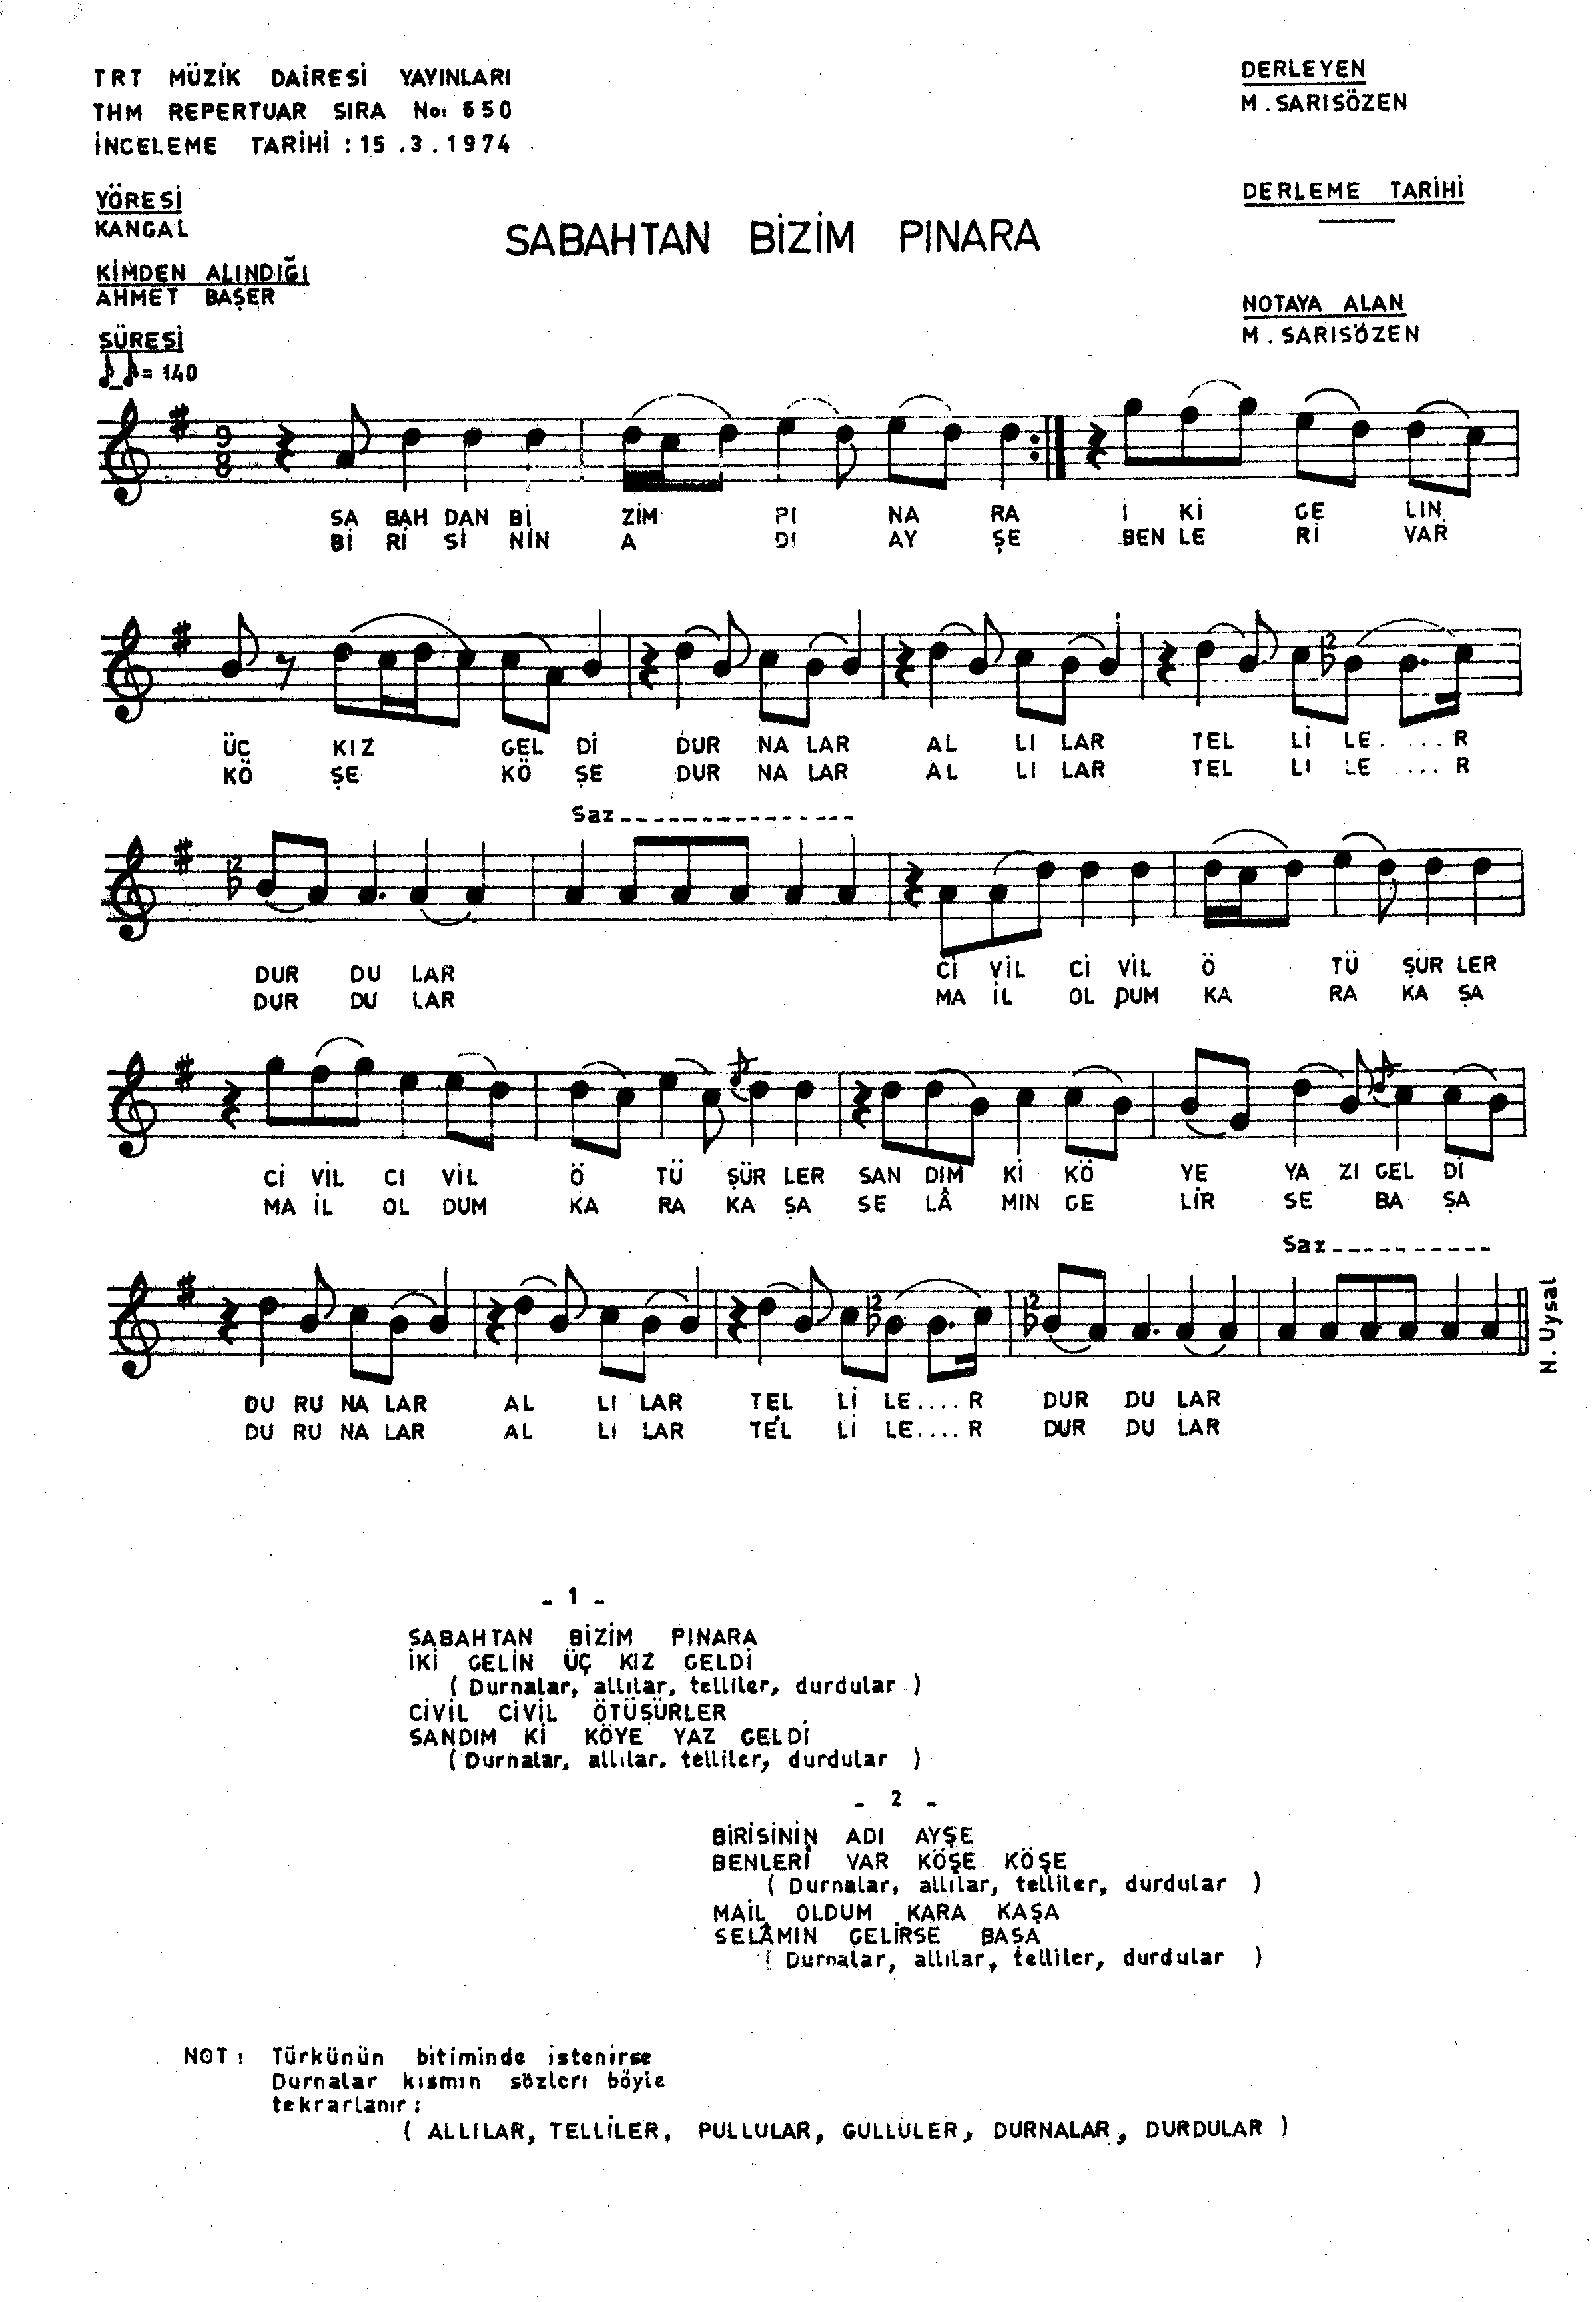 TRT MÜZİK DAİRESİ YAYINLARI
THM REPERTUAR SIRA No: 650
İNCELEME TARİHİ : 15.3.1974
DERLEYEN
M. SARISÖZEN
YÖRESİ
KANGAL
DERLEME TARİHİ
SABAHTAN BİZİM PINARA
KİMDEN ALINDIĞI
AHMET BAŞER
NOTAYA ALAN
M. SARISÖZEN
SÜRESİ
= 140
9
8
SA BAH DAN Bİ ZİM PI NA RA I Kİ GE LIN
Bİ Rİ Sİ NİN A DI AY ŞE BEN LE Rİ VAR
2
ÜÇ KIZ GEL Dİ DUR NA LAR AL LI LAR TEL Lİ LE.....R
KÖ ŞE KÖ ŞE DUR NA LAR AL LI LAR TEL LI LE ...R
Saz
2
DUR DU LAR Cİ VİL Cİ VİL Ö TÜ ŞÜR LER
DUR DU LAR MA İL OL DUM KA RA KA ŞA
Cİ VİL CI VİL Ö TÜ ŞÜR LER SAN DIM Kİ KÖ YE YA ZI GEL Dİ
MA İL OL DUM KA RA KA ŞA SE LÂ MIN GE LİR SE BA ŞA
Saz
2 2
N. Uysal
DU RU NA LAR AL LI LAR TEL Lİ LE....R DUR DU LAR
DU RU NA LAR AL LI LAR TEL Lİ LE....R DUR DU LAR
- 1 -
SABAHTAN BİZİM PINARA
İKİ GELİN ÜÇ KIZ GELDİ
( Durnalar, allılar, telliler, durdular )
CİVİL CİVİL ÖTÜŞÜRLER
SANDIM Kİ KÖYE YAZ GELDİ
( Durnalar, allılar, telliler, durdular )
- 2 -
BİRİSİNİN ADI AYŞE
BENLERİ VAR KÖŞE KÖŞE
( Durnalar, allılar, telliler, durdular )
MAİL OLDUM KARA KAŞA
SELÂMIN GELİRSE BAŞA
( Durnalar, allılar, telliler, durdular )
NOT : Türkünün bitiminde istenirse
Durnalar kısmın sözleri böyle
tekrarlanır :
( ALLILAR, TELLİLER, PULLULAR, GULLULER, DURNALAR, DURDULAR )